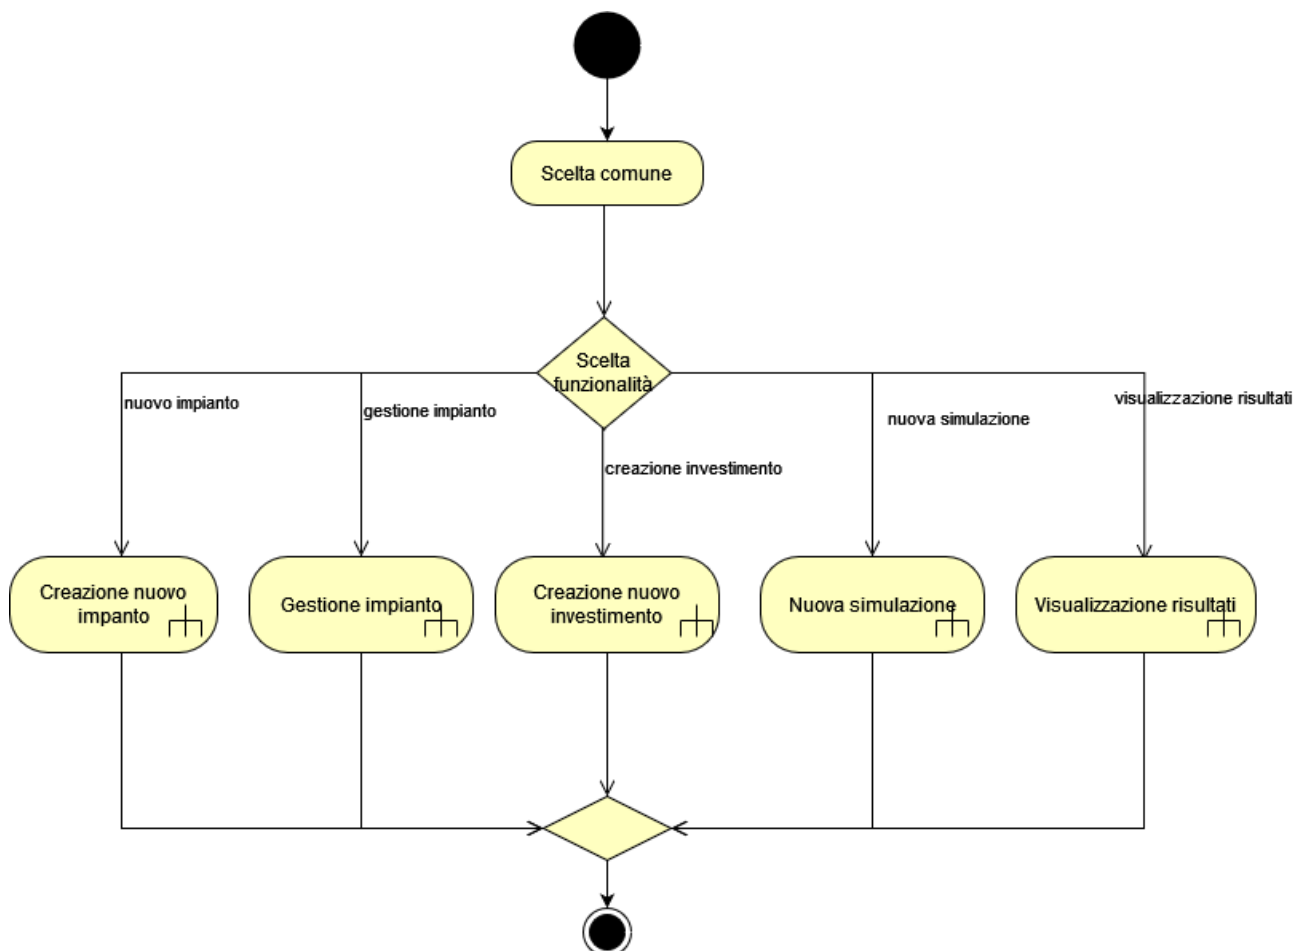 Scelta comune
Scelta
funzionalità
nuovo impianto
gestione impianto
creazione investimento
nuova simulazione
visualizzazione risultati
Creazione nuovo
impanto
Gestione impianto
Creazione nuovo
investimento
Nuova simulazione
Visualizzazione risultati